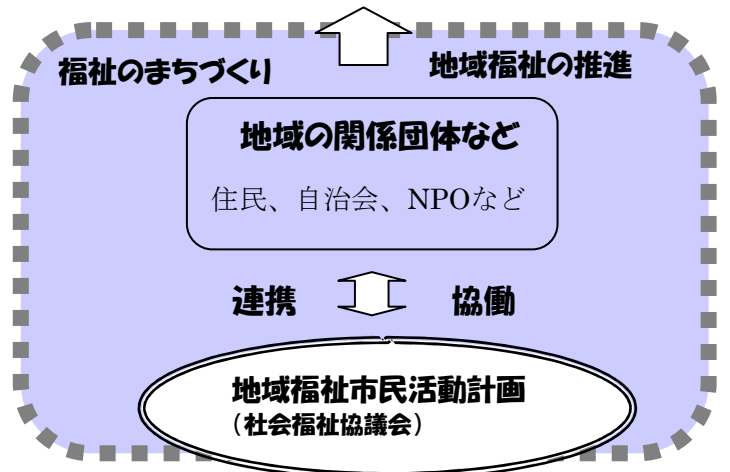 福祉のまちづくり
地域福祉の推進
地域の関係団体など
住民、自治会、NPOなど
連携
協働
地域福祉市民活動計画
（社会福祉協議会）